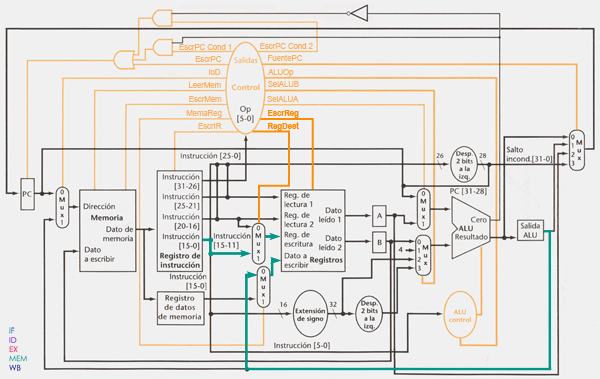 EscrPC Cond 1
EscrPC Cond 2
EscrPC
Salidas
FuentePC
IoD
ALUOp
LeerMem
Control
SelALUB
EscrMem
SelALUA
MemaReg
Op
[5-0]
EscrReg
EscrIR
RegDest
Instrucción [25-0]
26
Desp.
2 bits
a la
izq.
28
Salto
incond.[31-0]
0
1
2
3
Mux
PC [31-28]
PC
0
Mux
1
Dirección
Memoria
Dato de
memoria
Dato
a escribir
Instrucción
[31-26]
Instrucción
[25-21]
Instrucción
[20-16]
Instrucción
[15-0]
Registro de
instrucción
Instrucción
[15-11]
Instrucción
[15-0]
Registro
de datos
de memoria
0
Mux
1
0
Mux
1
Reg. de
lectura 1
Reg. de
lectura 2
Reg. de
escritura
Dato a
escribir
Dato
leído 1
Dato
leído 2
Registros
A
B
4
0
Mux
1
0
1
2
3
Mux
Cero
ALU
Resultado
Salida
ALU
16
Extensión
de signo
32
Desp.
2 bits
a la
izq.
ALU
control
Instrucción [5-0]
IF
ID
EX
MEM
WB